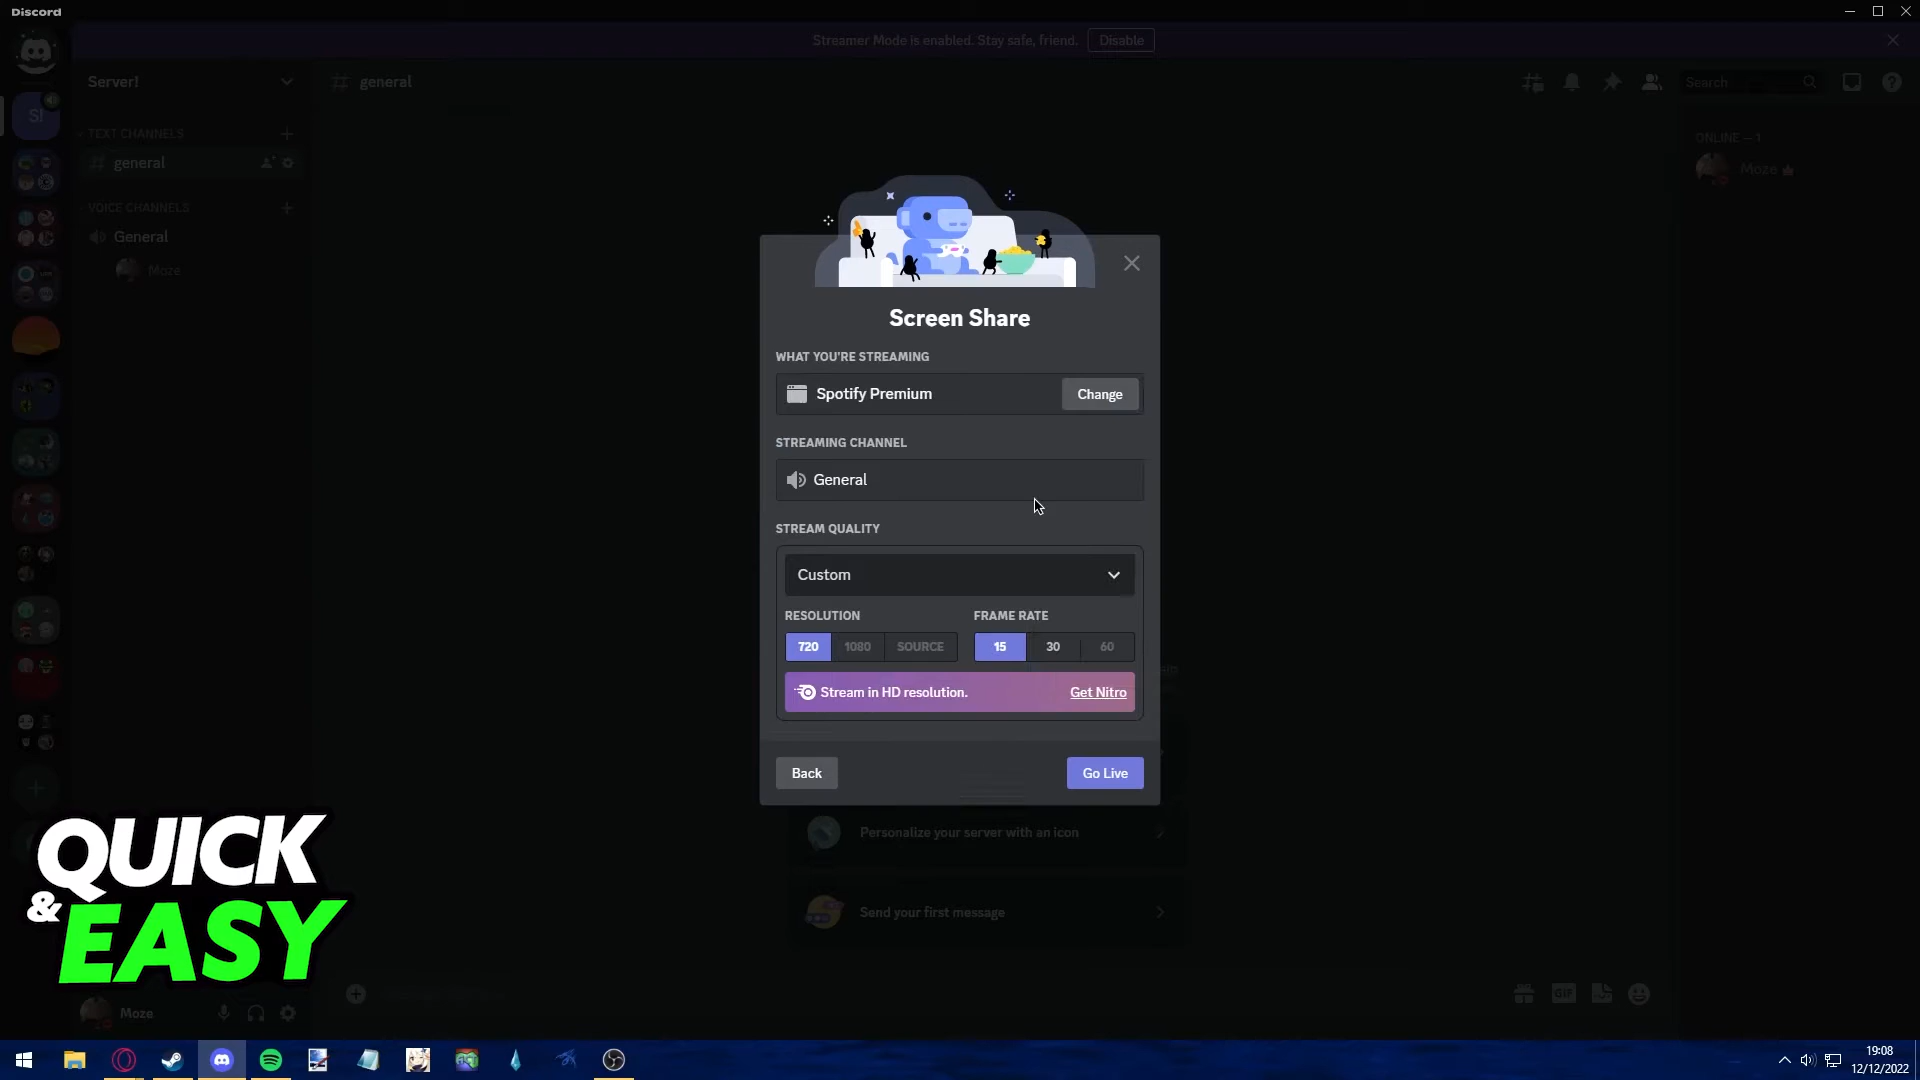 Discord
Streamer Mode is enabled. Stay safe, friend. Disable
Server!
general
Search
S!
TEXT CHANNELS
general
ONLINE — 1
Moze
VOICE CHANNELS
General
Moze
Screen Share
WHAT YOU'RE STREAMING
Spotify Premium
Change
STREAMING CHANNEL
General
STREAM QUALITY
Custom
RESOLUTION
FRAME RATE
720 1080 SOURCE
15 30 60
Stream in HD resolution.
Get Nitro
Back
Go Live
Personalize your server with an icon
Send your first message
QUICK
&EASY
Moze
GIF
19:08
12/12/2022